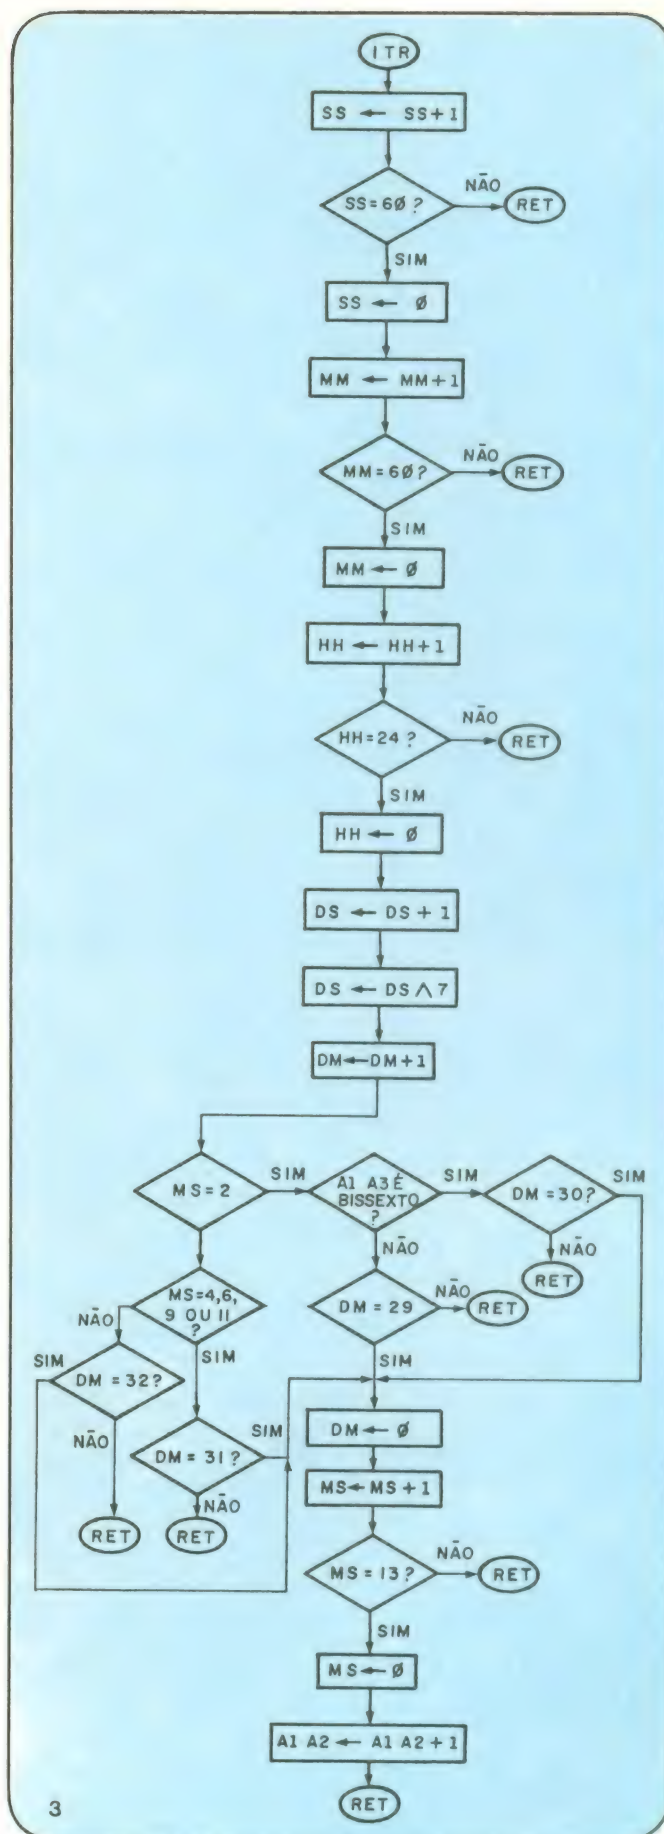 ITR
SS ← SS+1
SS=6Ø?
NÃO
RET
SIM
SS ← Ø
MM ← MM+1
MM=6Ø?
NÃO
RET
SIM
MM ← Ø
HH ← HH+1
HH=24?
NÃO
RET
SIM
HH ← Ø
DS ← DS+1
DS ← DS∧7
DM←DM+1
MS=2
SIM
A1 A3 É
BISSEXTO
?
SIM
DM=30?
SIM
NÃO
RET
NÃO
DM=29
NÃO
RET
SIM
MS=4,6,
9 OU 11
?
NÃO
SIM
SIM
DM=32?
NÃO
RET
DM=31?
SIM
NÃO
RET
DM←Ø
MS←MS+1
MS=13?
NÃO
RET
SIM
MS←Ø
A1 A2 ← A1 A2+1
RET
3